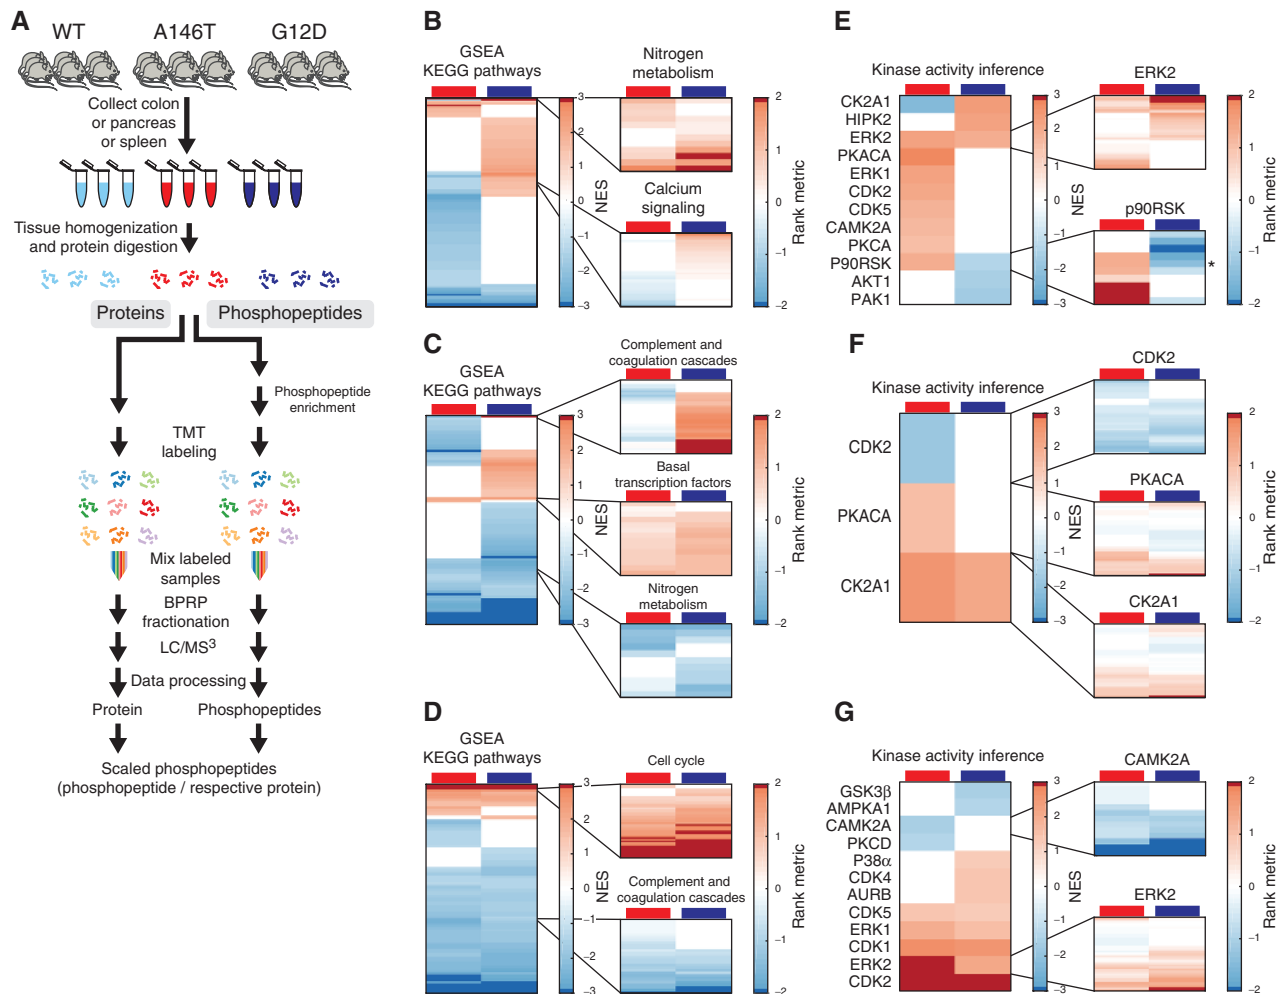 A
WT
A146T
G12D
Collect colon
or pancreas
or spleen
Tissue homogenization
and protein digestion
Proteins
Phosphopeptides
Phosphopeptide
enrichment
TMT
labeling
Mix labeled
samples
BPRP
fractionation
LC/MS3
Data processing
Protein
Phosphopeptides
Scaled phosphopeptides
(phosphopeptide / respective protein)
B
GSEA
KEGG pathways
3
2
1
0
−1
−2
−3
NES
Nitrogen
metabolism
Calcium
signaling
2
1
0
−1
−2
Rank metric
C
GSEA
KEGG pathways
3
2
1
0
−1
−2
−3
NES
Complement and
coagulation cascades
Basal
transcription factors
Nitrogen
metabolism
2
1
0
−1
−2
Rank metric
D
GSEA
KEGG pathways
3
2
1
0
−1
−2
−3
NES
Cell cycle
Complement and
coagulation cascades
2
1
0
−1
−2
Rank metric
E
Kinase activity inference
CK2A1
HIPK2
ERK2
PKACA
ERK1
CDK2
CDK5
CAMK2A
PKCA
P90RSK
AKT1
PAK1
3
2
1
0
−1
−2
−3
NES
ERK2
p90RSK
*
2
1
0
−1
−2
Rank metric
F
Kinase activity inference
CDK2
PKACA
CK2A1
3
2
1
0
−1
−2
−3
NES
CDK2
PKACA
CK2A1
2
1
0
−1
−2
Rank metric
G
Kinase activity inference
GSK3β
AMPKA1
CAMK2A
PKCD
P38α
CDK4
AURB
CDK5
ERK1
CDK1
ERK2
CDK2
3
2
1
0
−1
−2
−3
NES
CAMK2A
ERK2
2
1
0
−1
−2
Rank metric